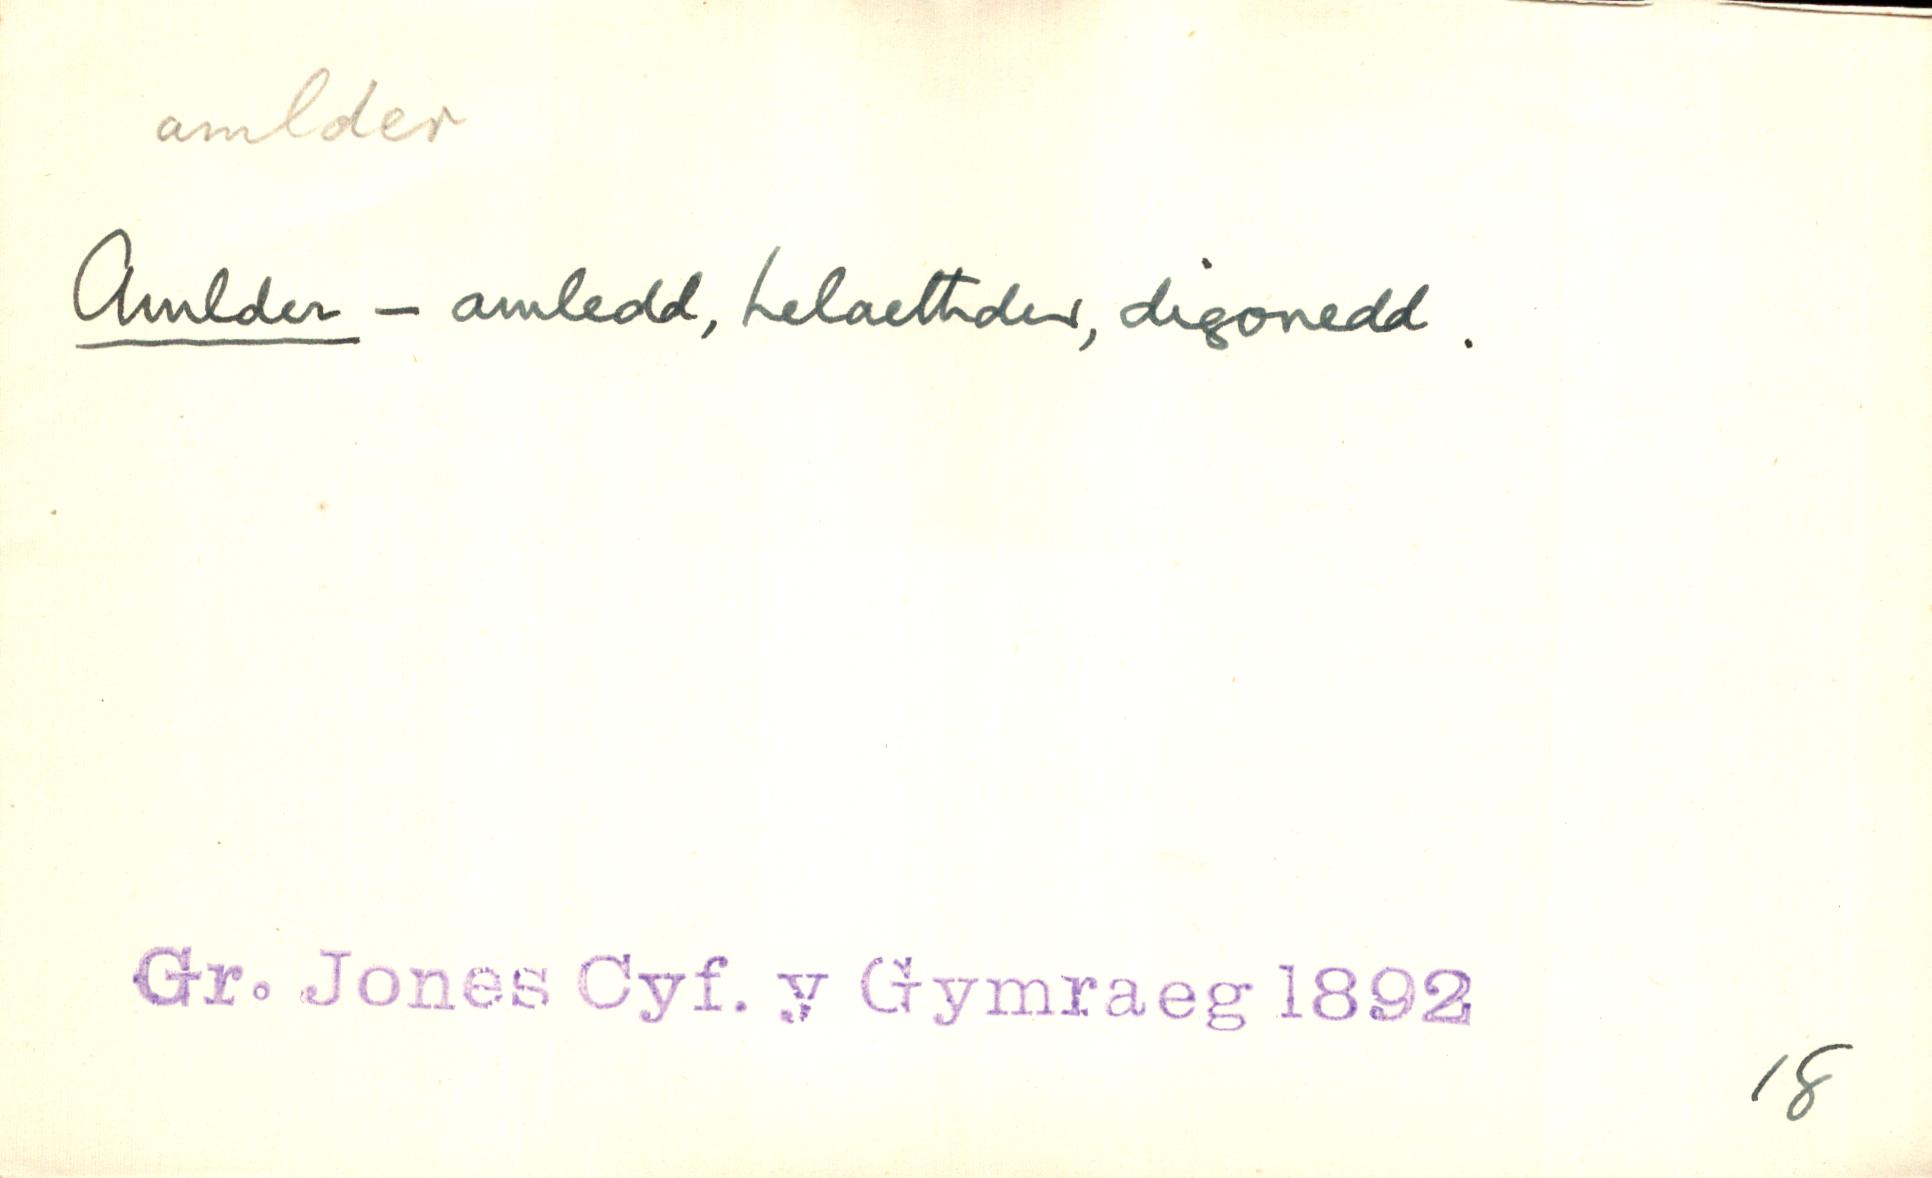 amlder
Amlder — amledd, helaethder, digonedd.
Gr. Jones Cyf. y Gymraeg 1892
18